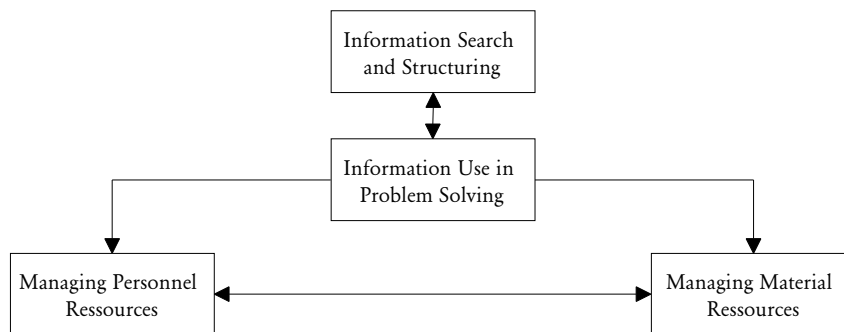 Information Search
and Structuring
Information Use in
Problem Solving
Managing Personnel
Ressources
Managing Material
Ressources